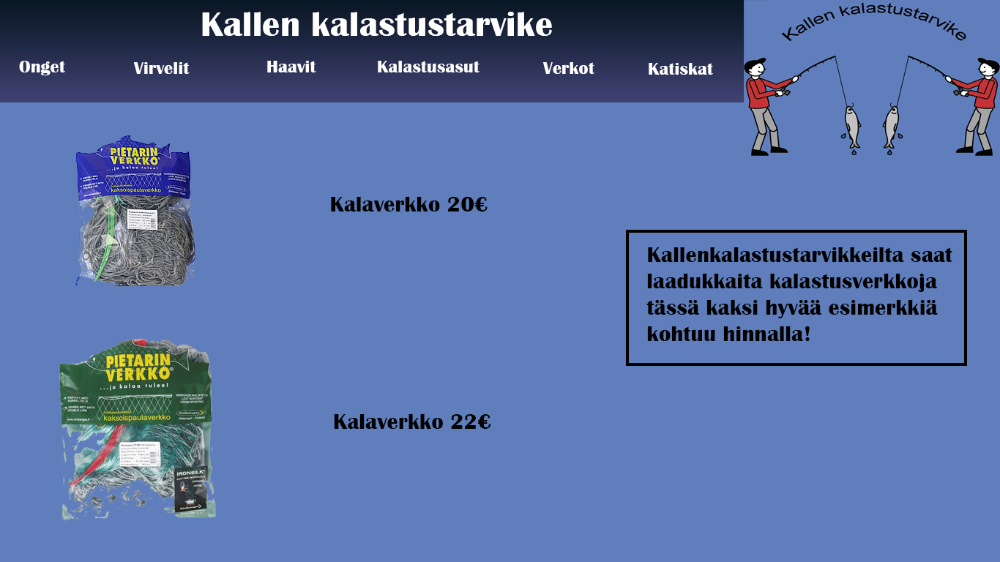 Kallen kalastustarvike
Kallen kalastustarvike
Onget
Virvelit
Haavit
Kalastusasut
Verkot
Katiskat
PIETARIN
VERKKO
...ja kalaa tulee!
kaksoispaulaverkko
Kalaverkko 20€
Kallenkalastustarvikkeilta saat
laadukkaita kalastusverkkoja
tässä kaksi hyvää esimerkkiä
kohtuu hinnalla!
PIETARIN
VERKKO®
...ja kalaa tulee!
kaksoispaulaverkko
IRONSILK
Kalaverkko 22€